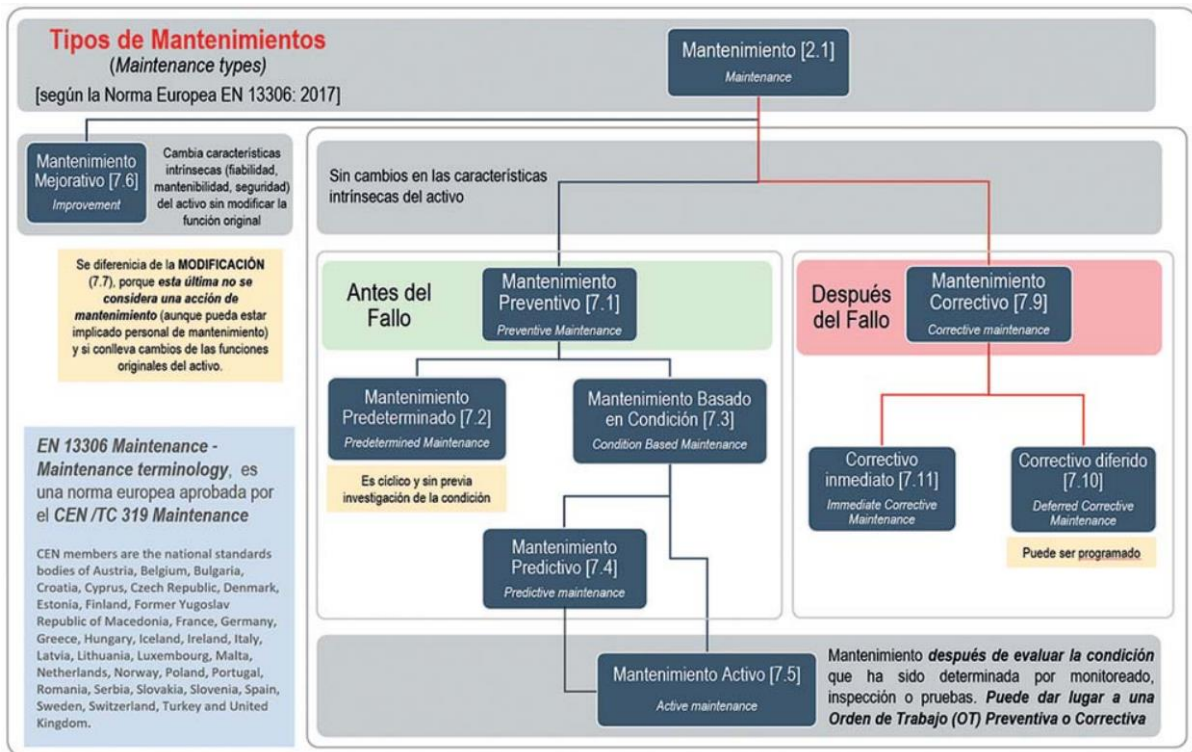 Tipos de Mantenimientos
(Maintenance types)
[según la Norma Europea EN 13306: 2017]
Mantenimiento [2.1]
Maintenance
Mantenimiento
Mejorativo [7.6]
Improvement
Cambia características
intrínsecas (fiabilidad,
mantenibilidad, seguridad)
del activo sin modificar la
función original
Sin cambios en las características
intrínsecas del activo
Se diferencia de la MODIFICACIÓN
(7.7), porque esta última no se
considera una acción de
mantenimiento (aunque pueda estar
implicado personal de mantenimiento)
y si conlleva cambios de las funciones
originales del activo.
Antes del
Fallo
Mantenimiento
Preventivo [7.1]
Preventive Maintenance
Después
del Fallo
Mantenimiento
Correctivo [7.9]
Corrective maintenance
Mantenimiento
Predeterminado [7.2]
Predetermined Maintenance
Es cíclico y sin previa
investigación de la condición
Mantenimiento Basado
en Condición [7.3]
Condition Based Maintenance
Correctivo
inmediato [7.11]
Immediate Corrective
Maintenance
Correctivo diferido
[7.10]
Deferred Corrective
Maintenance
Puede ser programado
EN 13306 Maintenance -
Maintenance terminology, es
una norma europea aprobada por
el CEN /TC 319 Maintenance
CEN members are the national standards
bodies of Austria, Belgium, Bulgaria,
Croatia, Cyprus, Czech Republic, Denmark,
Estonia, Finland, Former Yugoslav
Republic of Macedonia, France, Germany,
Greece, Hungary, Iceland, Ireland, Italy,
Latvia, Lithuania, Luxembourg, Malta,
Netherlands, Norway, Poland, Portugal,
Romania, Serbia, Slovakia, Slovenia, Spain,
Sweden, Switzerland, Turkey and United
Kingdom.
Mantenimiento
Predictivo [7.4]
Predictive maintenance
Mantenimiento Activo [7.5]
Active maintenance
Mantenimiento después de evaluar la condición
que ha sido determinada por monitoreado,
inspección o pruebas. Puede dar lugar a una
Orden de Trabajo (OT) Preventiva o Correctiva